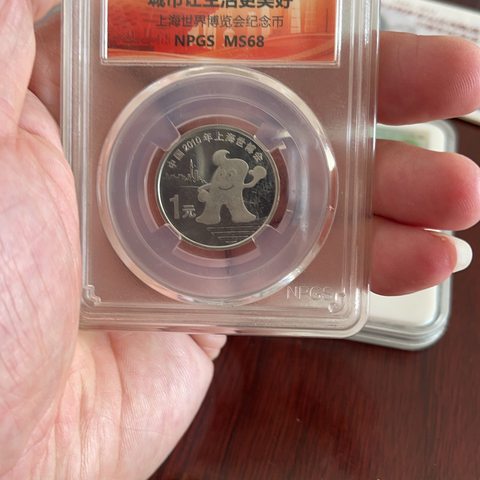 城市让生活更美好
上海世界博览会纪念币
NPGS MS68
中国2010年上海世博会
1元
NPGS